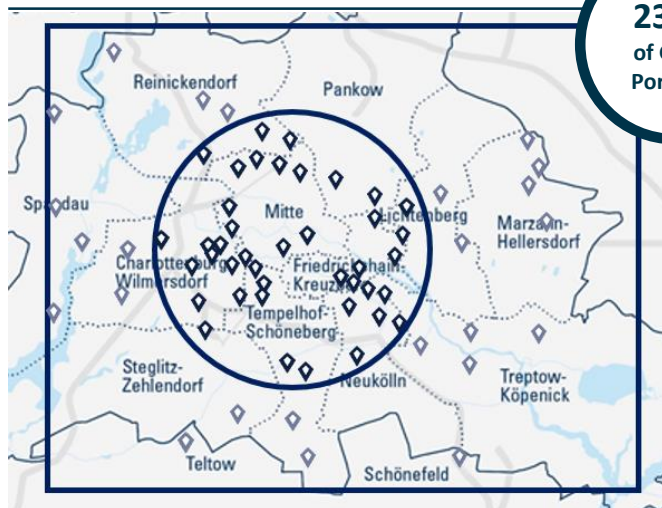 23
of
Por
Reinickendorf
Pankow
Spandau
Mitte
Lichtenberg
Marzahn-
Hellersdorf
Charlottenburg
Wilmersdorf
Friedrichshain-
Kreuzberg
Tempelhof-
Schöneberg
Steglitz-
Zehlendorf
Neukölln
Treptow-
Köpenick
Teltow
Schönefeld